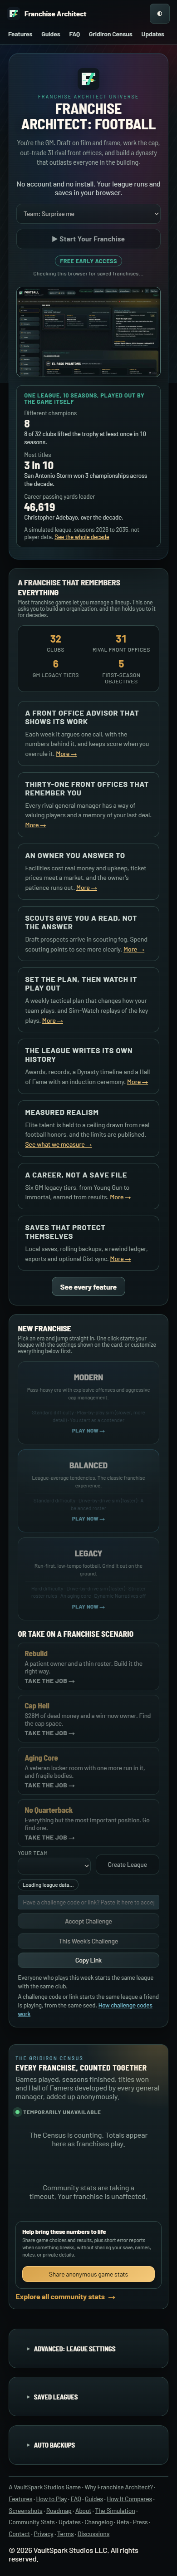 Franchise Architect
Features Guides FAQ Gridiron Census Updates
FRANCHISE ARCHITECT UNIVERSE
FRANCHISE
ARCHITECT: FOOTBALL
You're the GM. Draft on film and frame, work the cap,
out-trade 31 rival front offices, and build a dynasty
that outlasts everyone in the building.
No account and no install. Your league runs and
saves in your browser.
Team: Surprise me
▶ Start Your Franchise
FREE EARLY ACCESS
Checking this browser for saved franchises...
ONE LEAGUE, 10 SEASONS, PLAYED OUT BY
THE GAME ITSELF
Different champions
8
8 of 32 clubs lifted the trophy at least once in 10
seasons.
Most titles
3 in 10
San Antonio Storm won 3 championships across
the decade.
Career passing yards leader
46,619
Christopher Adebayo, over the decade.
A simulated league, seasons 2026 to 2035, not
player data. See the whole decade
A FRANCHISE THAT REMEMBERS
EVERYTHING
Most franchise games let you manage a lineup. This one
asks you to build an organization, and then holds you to it
for decades.
32
CLUBS
31
RIVAL FRONT OFFICES
6
GM LEGACY TIERS
5
FIRST-SEASON
OBJECTIVES
A FRONT OFFICE ADVISOR THAT
SHOWS ITS WORK
Each week it argues one call, with the
numbers behind it, and keeps score when you
overrule it. More →
THIRTY-ONE FRONT OFFICES THAT
REMEMBER YOU
Every rival general manager has a way of
valuing players and a memory of your last deal.
More →
AN OWNER YOU ANSWER TO
Facilities cost real money and upkeep, ticket
prices need a market, and the owner's
patience runs out. More →
SCOUTS GIVE YOU A READ, NOT
THE ANSWER
Draft prospects arrive in scouting fog. Spend
scouting points to see more clearly. More →
SET THE PLAN, THEN WATCH IT
PLAY OUT
A weekly tactical plan that changes how your
team plays, and Sim-Watch replays of the key
plays. More →
THE LEAGUE WRITES ITS OWN
HISTORY
Awards, records, a Dynasty timeline and a Hall
of Fame with an induction ceremony. More →
MEASURED REALISM
Elite talent is held to a ceiling drawn from real
football honors, and the limits are published.
See what we measure →
A CAREER, NOT A SAVE FILE
Six GM legacy tiers, from Young Gun to
Immortal, earned from results. More →
SAVES THAT PROTECT
THEMSELVES
Local saves, rolling backups, a rewind ledger,
exports and optional Gist sync. More →
See every feature
NEW FRANCHISE
Pick an era and jump straight in. One click starts your
league with the settings shown on the card, or customize
everything below first.
MODERN
Pass-heavy era with explosive offenses and aggressive
cap management.
PLAY NOW →
BALANCED
League-average tendencies. The classic franchise
experience.
PLAY NOW →
LEGACY
Run-first, low-tempo football. Grind it out on the
ground.
PLAY NOW →
OR TAKE ON A FRANCHISE SCENARIO
Rebuild
A patient owner and a thin roster. Build it the
right way.
TAKE THE JOB →
Cap Hell
$28M of dead money and a win-now owner. Find
the cap space.
TAKE THE JOB →
Aging Core
A veteran locker room with one more run in it,
and fragile bodies.
TAKE THE JOB →
No Quarterback
Everything but the most important position. Go
find one.
TAKE THE JOB →
YOUR TEAM
Create League
Loading league data...
Have a challenge code or link? Paste it here to accep
Accept Challenge
This Week's Challenge
Copy Link
Everyone who plays this week starts the same league
with the same club.
A challenge code or link starts the same league a friend
is playing, from the same seed. How challenge codes
work
THE GRIDIRON CENSUS
EVERY FRANCHISE, COUNTED TOGETHER
Games played, seasons finished, titles won
and Hall of Famers developed by every general
manager, added up anonymously.
TEMPORARILY UNAVAILABLE
The Census is counting. Totals appear
here as franchises play.
Community stats are taking a
timeout. Your franchise is unaffected.
Help bring these numbers to life
Share game choices and results, plus short error reports
when something breaks, without sharing your save, names,
notes, or private details.
Share anonymous game stats
Explore all community stats →
▸ ADVANCED: LEAGUE SETTINGS
▸ SAVED LEAGUES
▸ AUTO BACKUPS
A VaultSpark Studios Game · Why Franchise Architect? ·
Features · How to Play · FAQ · Guides · How It Compares ·
Screenshots · Roadmap · About · The Simulation ·
Community Stats · Updates · Changelog · Beta · Press ·
Contact · Privacy · Terms · Discussions
© 2026 VaultSpark Studios LLC. All rights
reserved.